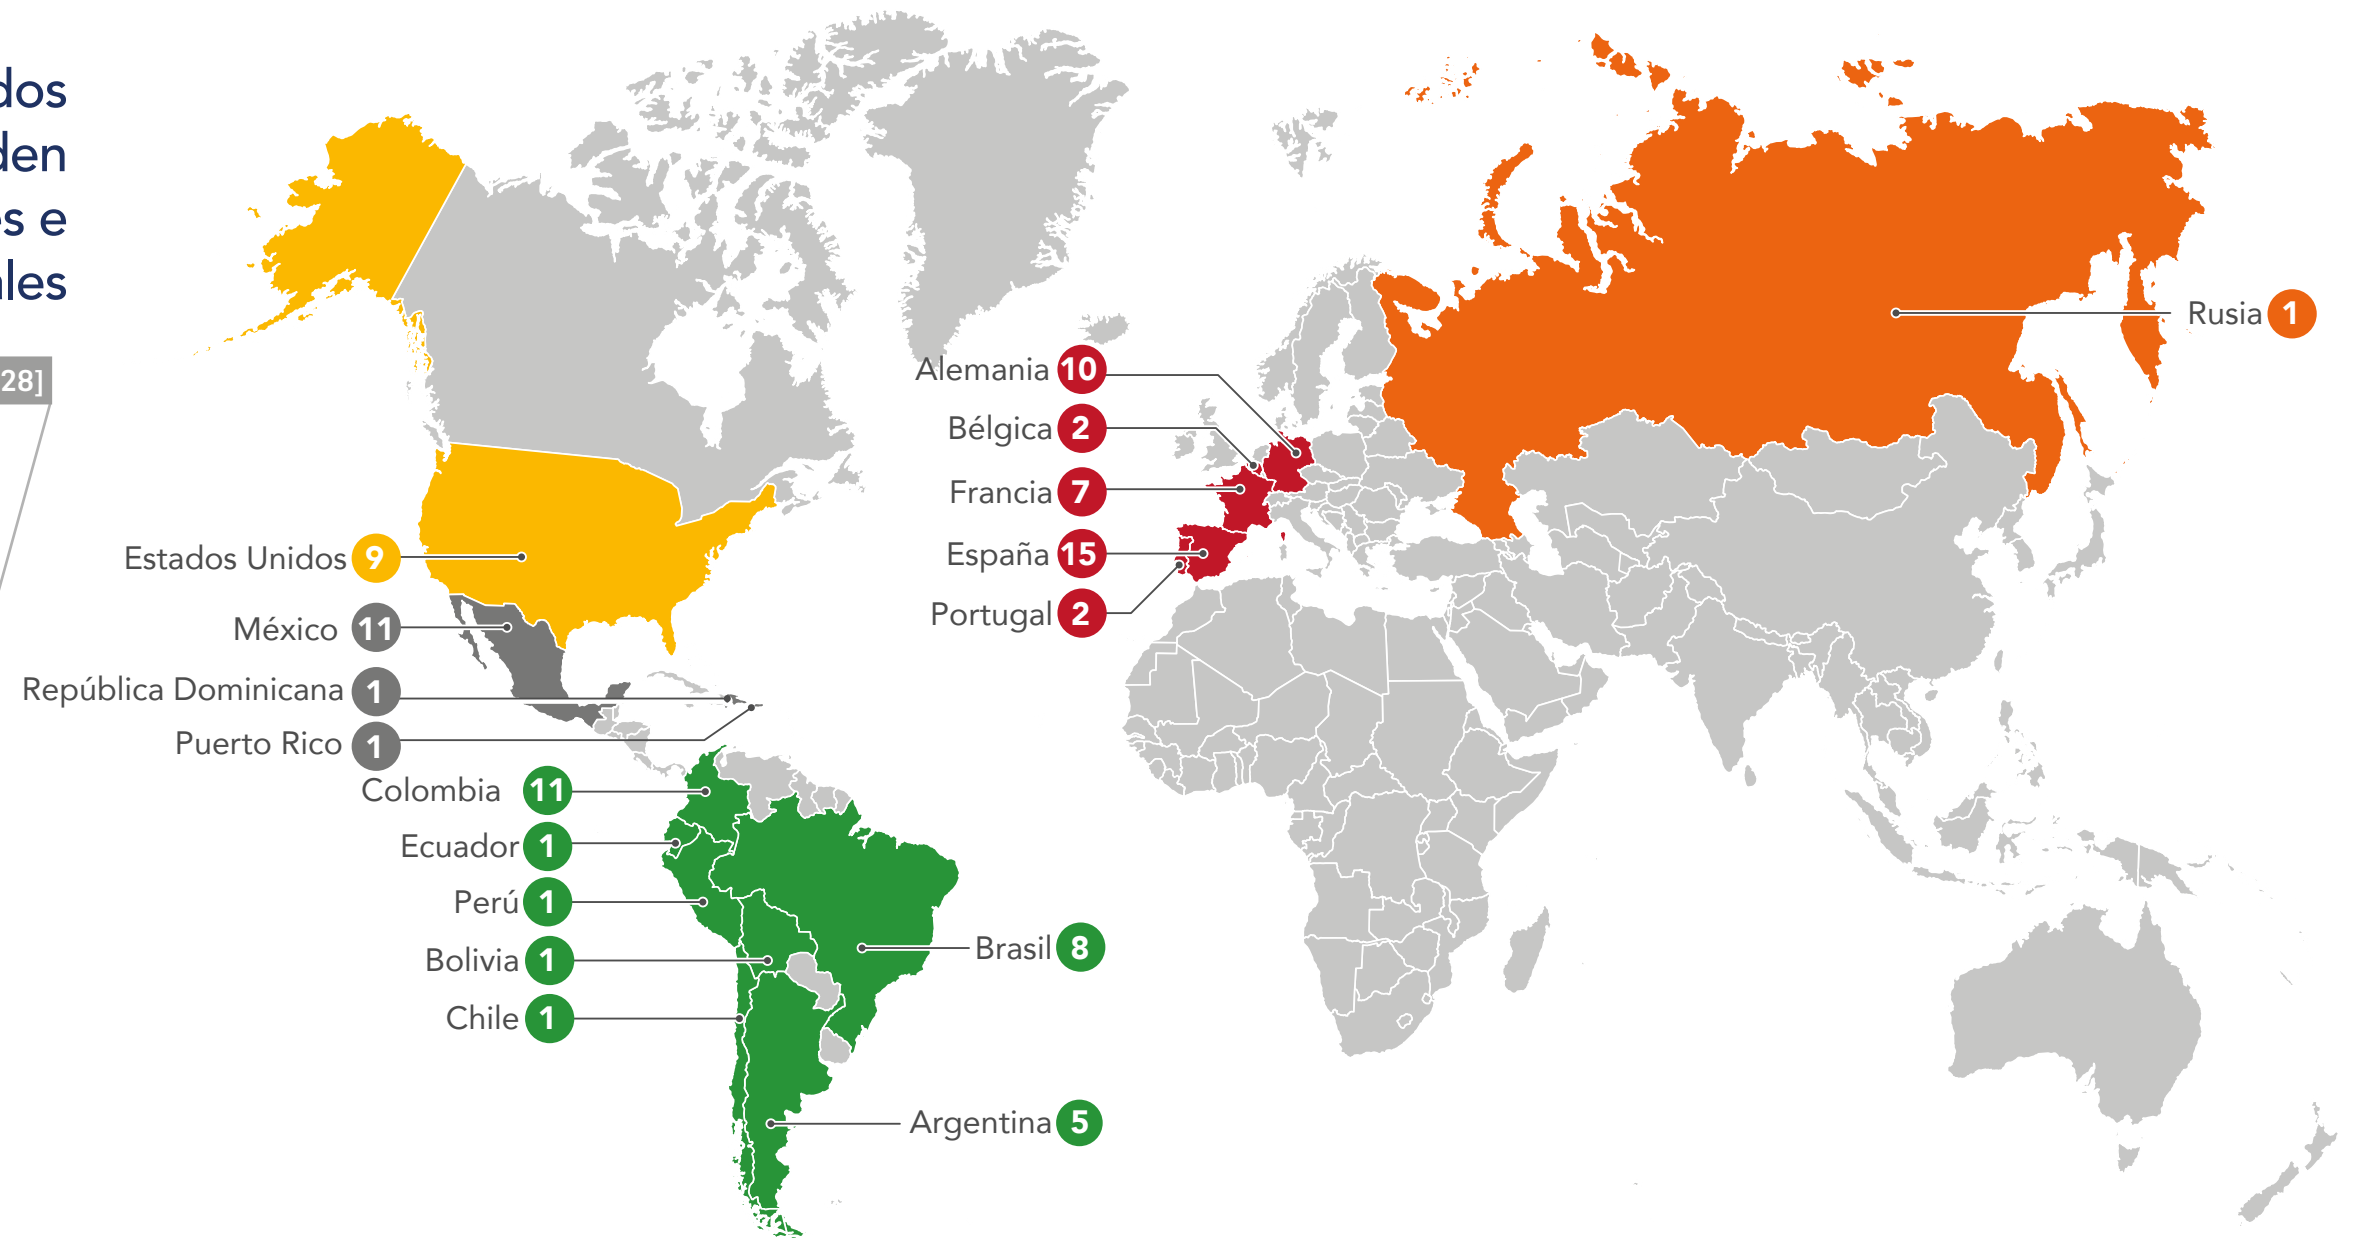 dos
den
s e
ales
28]
Estados Unidos 9
México 11
República Dominicana 1
Puerto Rico 1
Colombia 11
Ecuador 1
Perú 1
Bolivia 1
Chile 1
Brasil 8
Argentina 5
Alemania 10
Bélgica 2
Francia 7
España 15
Portugal 2
Rusia 1